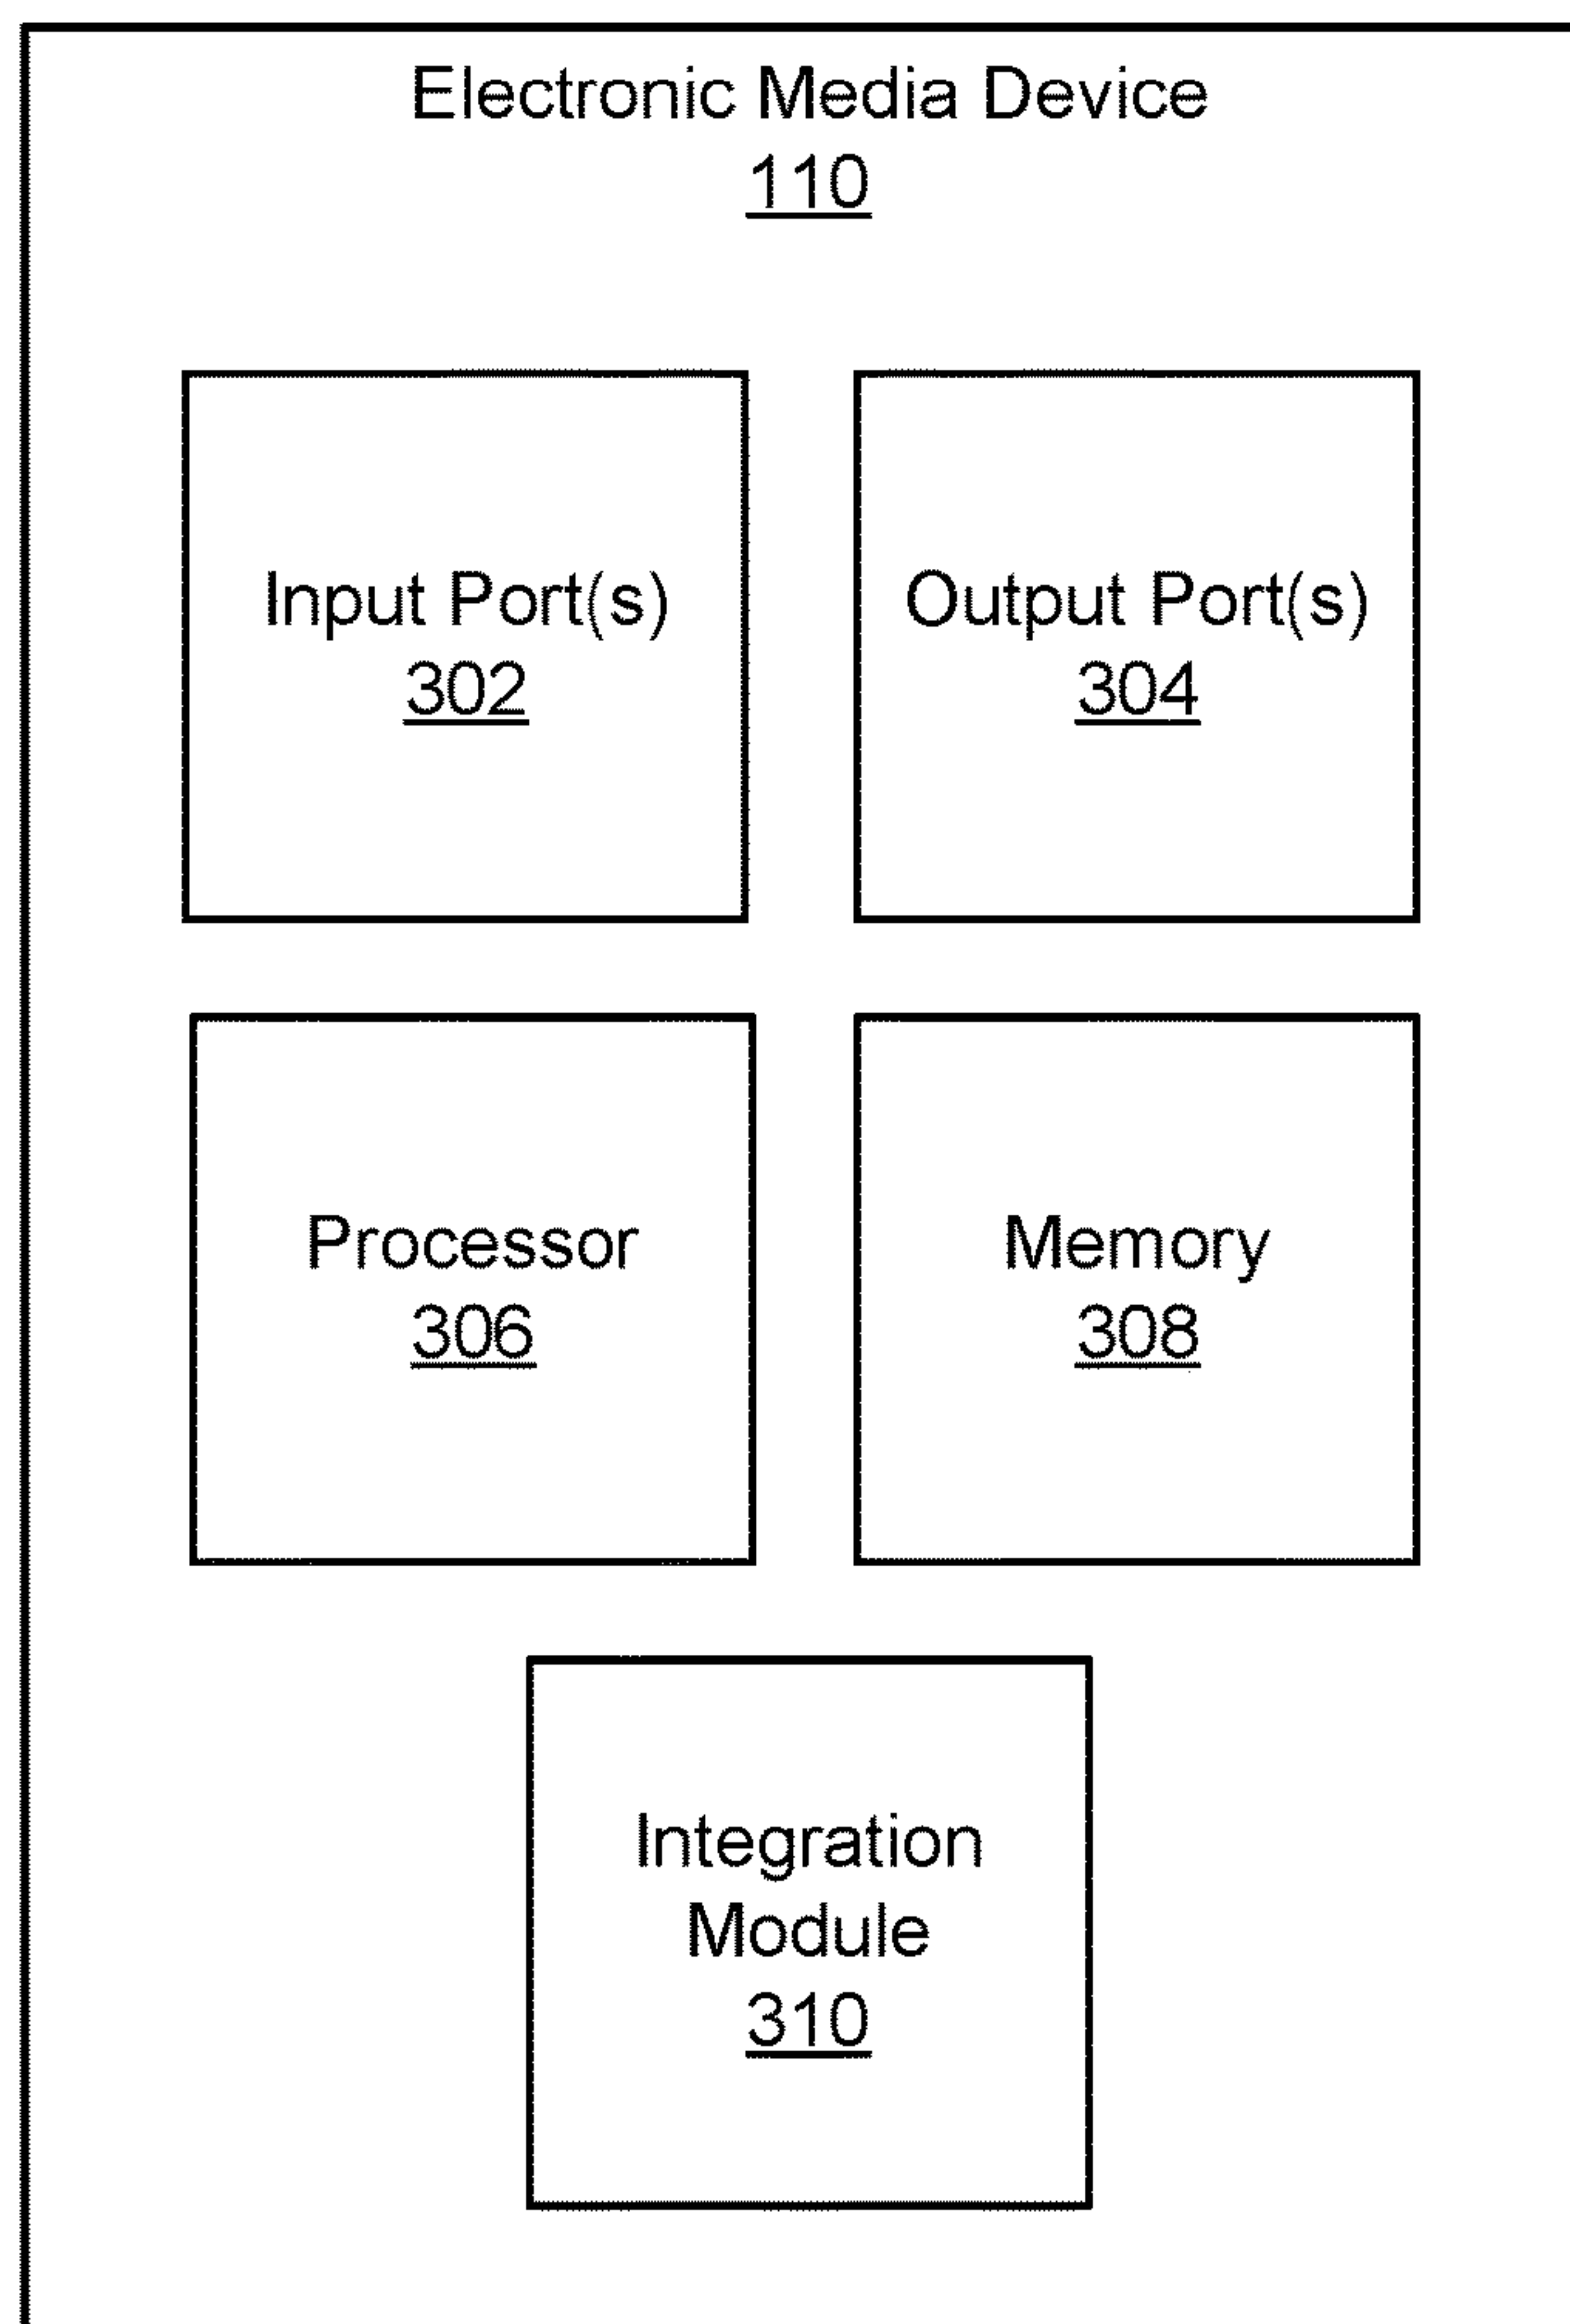 Electronic Media Device
110
Input Port(s)
302
Output Port(s)
304
Processor
306
Memory
308
Integration
Module
310